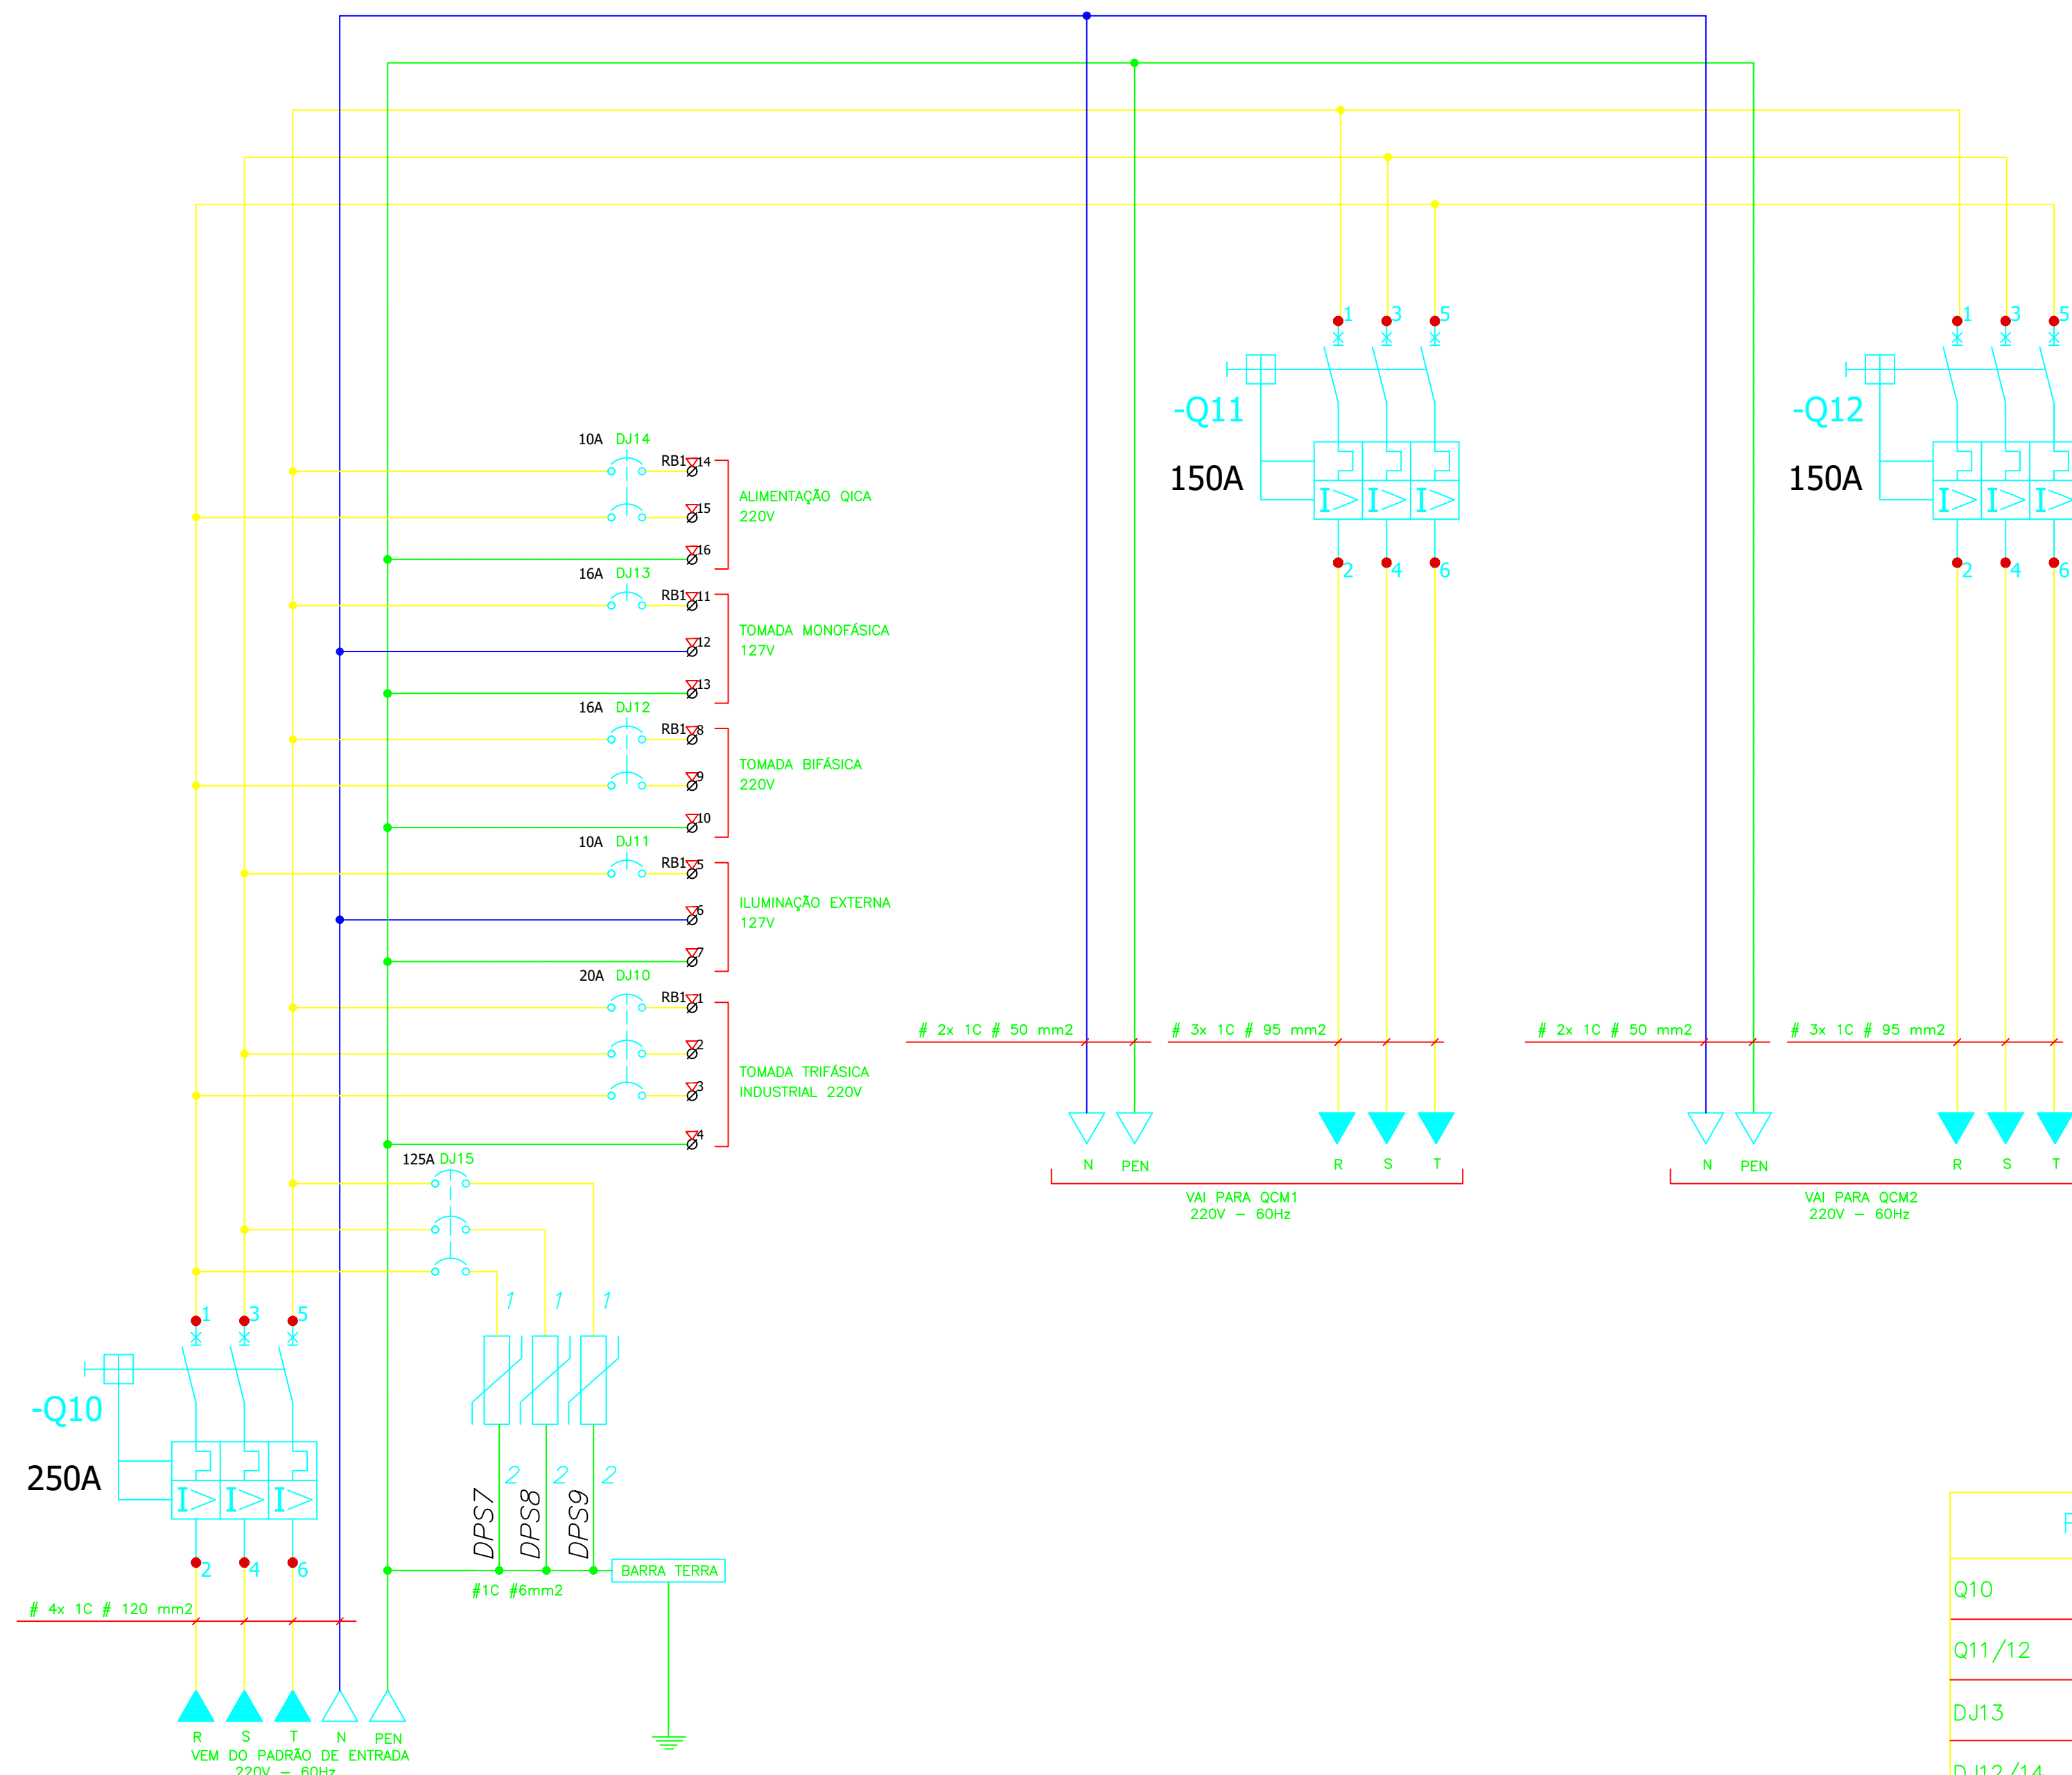 1 3 5
-Q11
150A
2 4 6
1 3 5
-Q12
150A
2 4 6
10A DJ14
RB1 14
15
16
ALIMENTAÇÃO QICA
220V
16A DJ13
RB1 11
12
13
TOMADA MONOFÁSICA
127V
16A DJ12
RB1 8
9
10
TOMADA BIFÁSICA
220V
10A DJ11
RB1 5
6
7
ILUMINAÇÃO EXTERNA
127V
20A DJ10
RB1 1
2
3
4
TOMADA TRIFÁSICA
INDUSTRIAL 220V
# 2x 1C # 50 mm2
# 3x 1C # 95 mm2
# 2x 1C # 50 mm2
# 3x 1C # 95 mm2
N PEN R S T
VAI PARA QCM1
220V – 60Hz
N PEN R S T
VAI PARA QCM2
220V – 60Hz
125A DJ15
1 1 1
2 2 2
DPS7
DPS8
DPS9
1 3 5
-Q10
250A
2 4 6
BARRA TERRA
#1C #6mm2
# 4x 1C # 120 mm2
R S T N PEN
VEM DO PADRÃO DE ENTRADA
220V – 60Hz
Q10
Q11/12
DJ13
DJ12/14